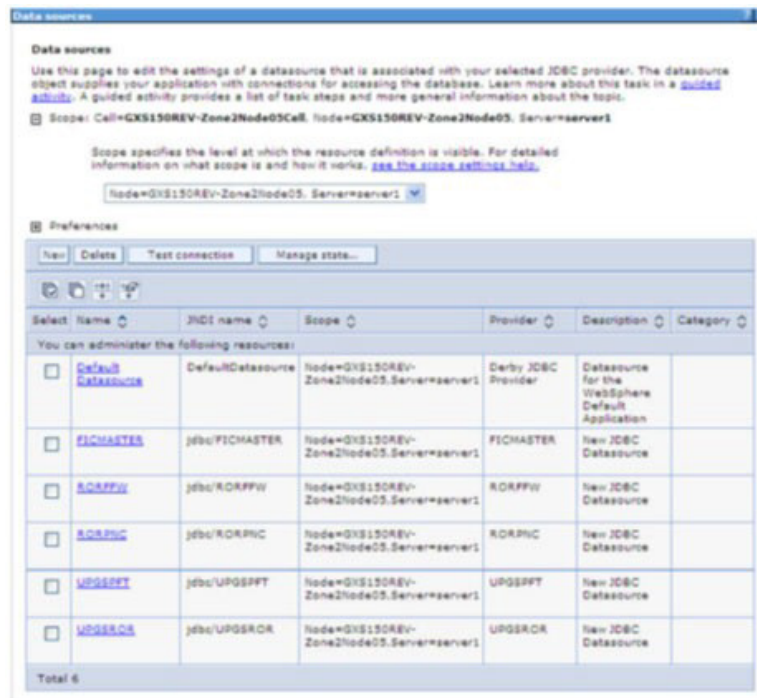 Data sources
?
Data sources
Use this page to edit the settings of a datasource that is associated with your selected JDBC provider. The datasource
object supplies your application with connections for accessing the database. Learn more about this task in a guided
activity. A guided activity provides a list of task steps and more general information about the topic.
Scope: Cell=GXS150REV-Zone2Node05Cell, Node=GXS150REV-Zone2Node05, Server=server1
Scope specifies the level at which the resource definition is visible. For detailed
information on what scope is and how it works, see the scope settings help.
Node=GXS150REV-Zone2Node05, Server=server1
Preferences
New Delete Test connection Manage state...
Select Name JNDI name Scope Provider Description Category
You can administer the following resources:
Default DefaultDatasource Node=GXS150REV- Derby JDBC Datasource
Datasource Zone2Node05,Server=server1 Provider for the
WebSphere
Default
Application
FICMASTER jdbc/FICMASTER Node=GXS150REV- FICMASTER New JDBC
Zone2Node05,Server=server1 Datasource
RORFFW jdbc/RORFFW Node=GXS150REV- RORFFW New JDBC
Zone2Node05,Server=server1 Datasource
RORPNC jdbc/RORPNC Node=GXS150REV- RORPNC New JDBC
Zone2Node05,Server=server1 Datasource
UPGSPFT jdbc/UPGSPFT Node=GXS150REV- UPGSPFT New JDBC
Zone2Node05,Server=server1 Datasource
UPGSROR jdbc/UPGSROR Node=GXS150REV- UPGSROR New JDBC
Zone2Node05,Server=server1 Datasource
Total 6